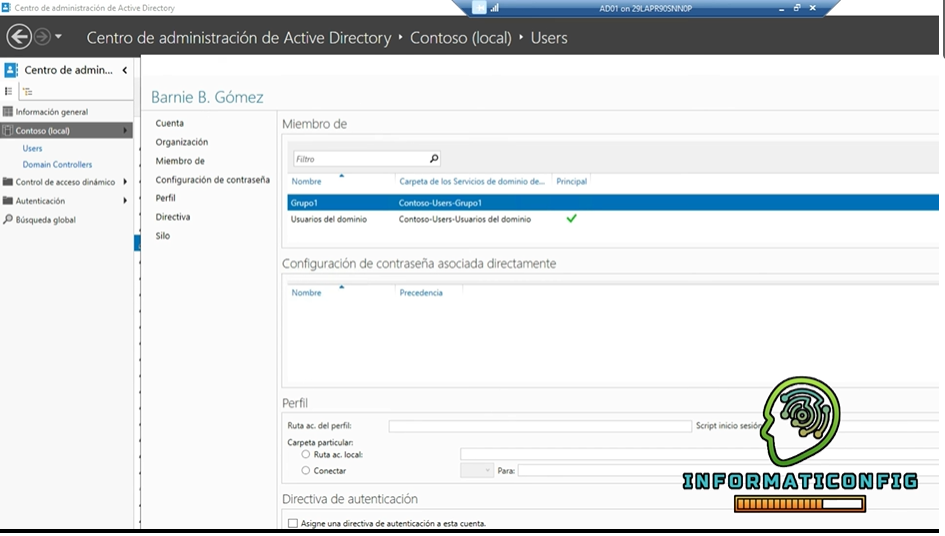 Centro de administración de Active Directory
AD01 on 29LAPR90SNN0P
Centro de administración de Active Directory • Contoso (local) • Users
Centro de admin...
Información general
Contoso (local)
Users
Domain Controllers
Control de acceso dinámico
Autenticación
Búsqueda global
Barnie B. Gómez
Cuenta
Organización
Miembro de
Configuración de contraseña
Perfil
Directiva
Silo
Miembro de
Filtro
Nombre Carpeta de los Servicios de dominio de... Principal
Grupo1 Contoso-Users-Grupo1
Usuarios del dominio Contoso-Users-Usuarios del dominio
Configuración de contraseña asociada directamente
Nombre Precedencia
Perfil
Ruta ac. del perfil: Script inicio sesión
Carpeta particular:
Ruta ac. local:
Conectar Para:
Directiva de autenticación
Asigne una directiva de autenticación a esta cuenta.
INFORMATICONFIG